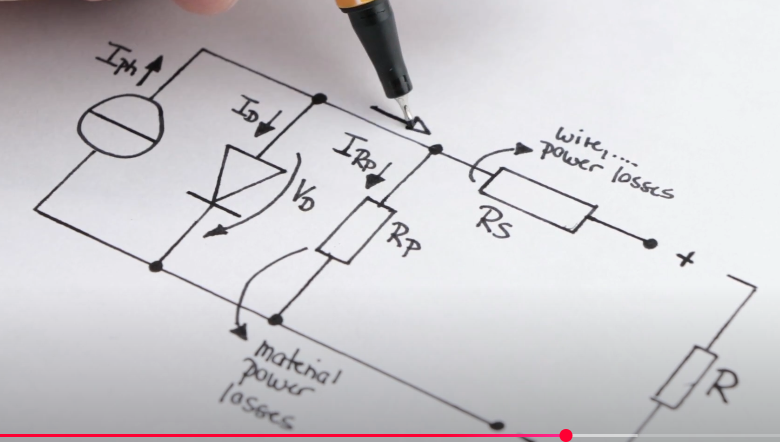 Iph
ID
VD
IRp
Rp
wire,....
power losses
Rs
+
material
power
losses
R